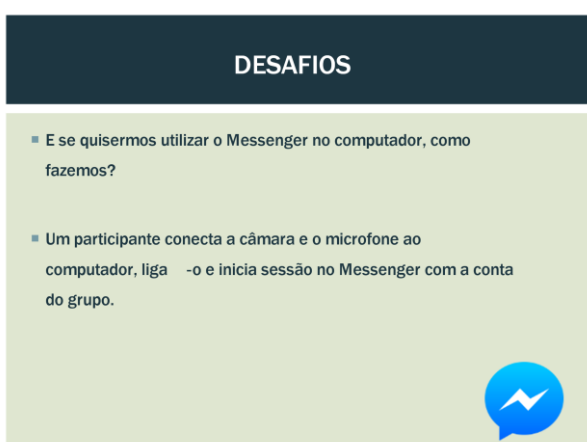 DESAFIOS
E se quisermos utilizar o Messenger no computador, como
fazemos?
Um participante conecta a câmara e o microfone ao
computador, liga -o e inicia sessão no Messenger com a conta
do grupo.